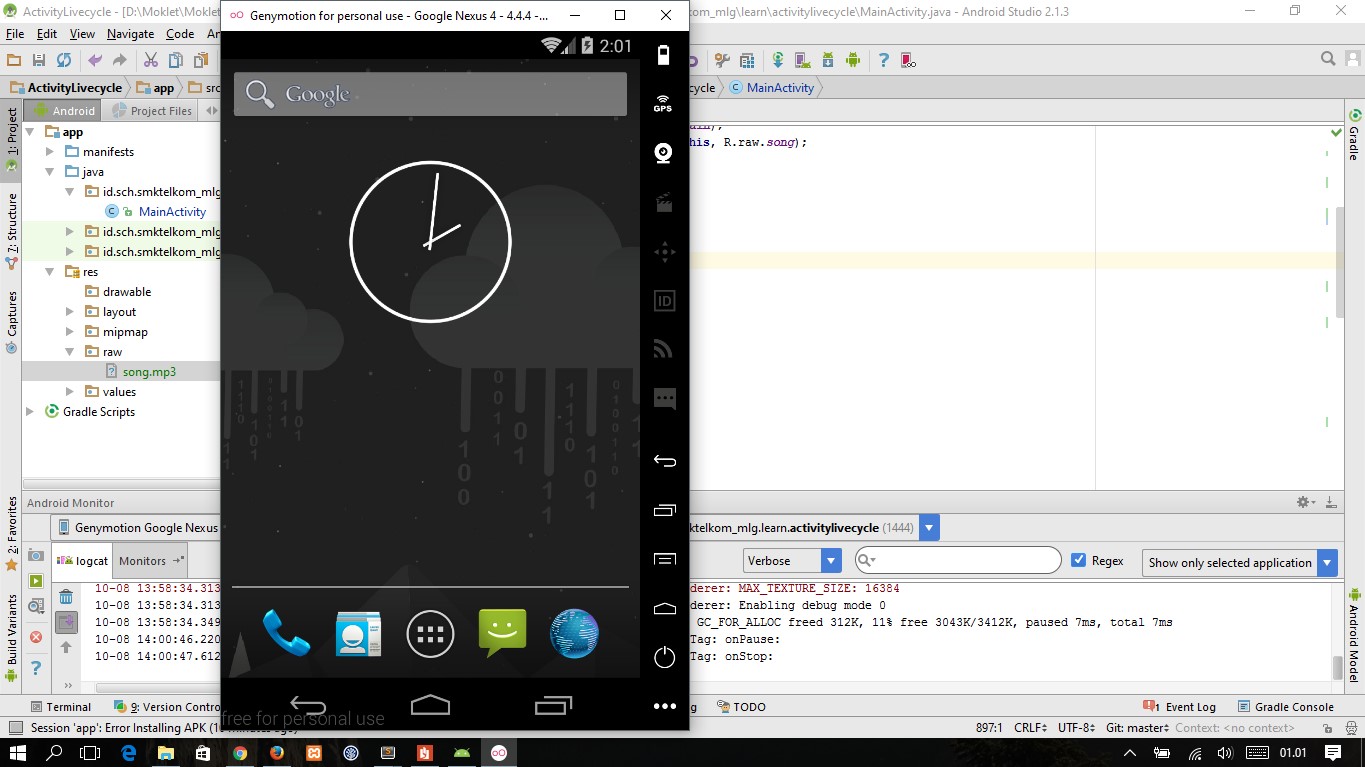 ActivityLivecycle - [D:\Moklet\Moklet
Genymotion for personal use - Google Nexus 4 - 4.4.4 -...
om_mlg\learn\activitylivecycle\MainActivity.java - Android Studio 2.1.3
File Edit View Navigate Code An
2:01
ActivityLivecycle app src
cycle MainActivity
Google
GPS
ID
Android Project Files
1: Project
7: Structure
Captures
2: Favorites
Build Variants
app
manifests
java
id.sch.smktelkom_mlg
MainActivity
id.sch.smktelkom_mlg
id.sch.smktelkom_mlg
res
drawable
layout
mipmap
raw
song.mp3
values
Gradle Scripts
ain);
his, R.raw.song);
Gradle
Android Model
free for personal use
Android Monitor
Genymotion Google Nexus
ktelkom_mlg.learn.activitylivecycle (1444)
logcat Monitors
Verbose Regex Show only selected application
10-08 13:58:34.313 derer: MAX_TEXTURE_SIZE: 16384
10-08 13:58:34.313 derer: Enabling debug mode 0
10-08 13:58:34.349 GC_FOR_ALLOC freed 312K, 11% free 3043K/3412K, paused 7ms, total 7ms
10-08 14:00:46.220 Tag: onPause:
10-08 14:00:47.612 Tag: onStop:
Terminal 9: Version Contro TODO 1 Event Log Gradle Console
Session 'app': Error Installing APK (1 minutes ago) 897:1 CRLF UTF-8 Git: master Context: <no context>
01.01